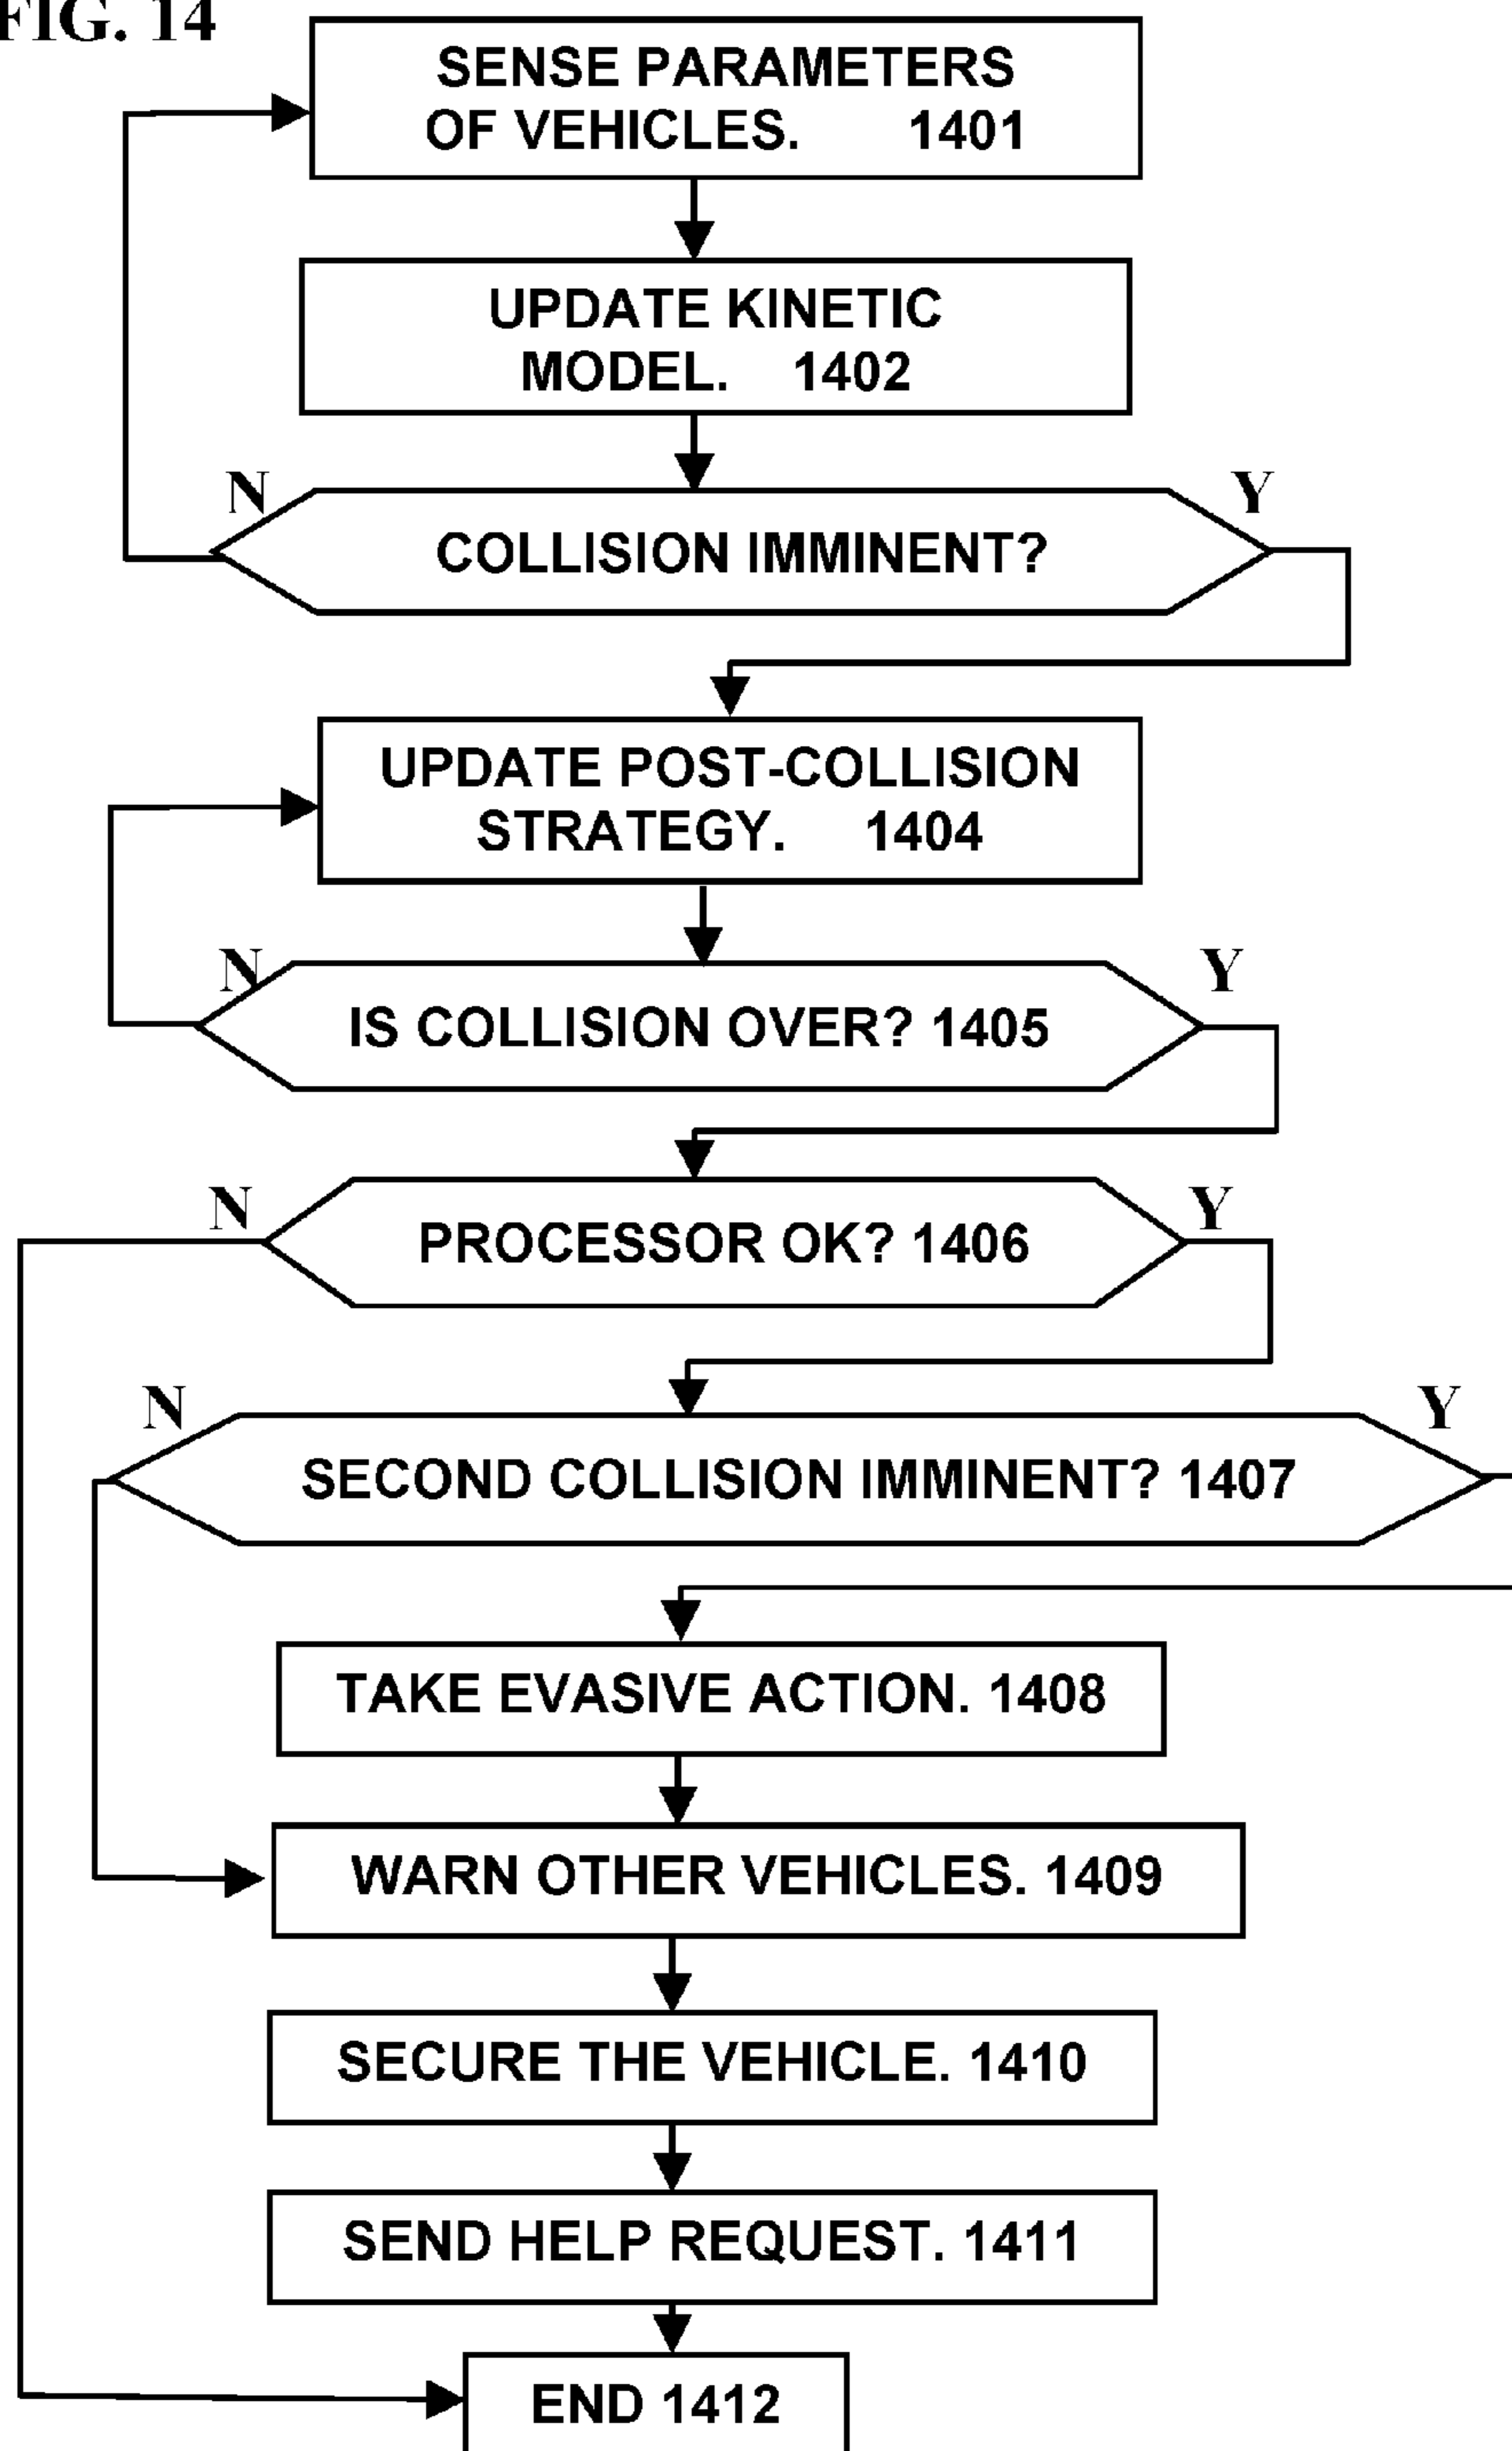 FIG. 14
SENSE PARAMETERS
OF VEHICLES. 1401
UPDATE KINETIC
MODEL. 1402
N
Y
COLLISION IMMINENT?
UPDATE POST-COLLISION
STRATEGY. 1404
N
Y
IS COLLISION OVER? 1405
N
Y
PROCESSOR OK? 1406
N
Y
SECOND COLLISION IMMINENT? 1407
TAKE EVASIVE ACTION. 1408
WARN OTHER VEHICLES. 1409
SECURE THE VEHICLE. 1410
SEND HELP REQUEST. 1411
END 1412